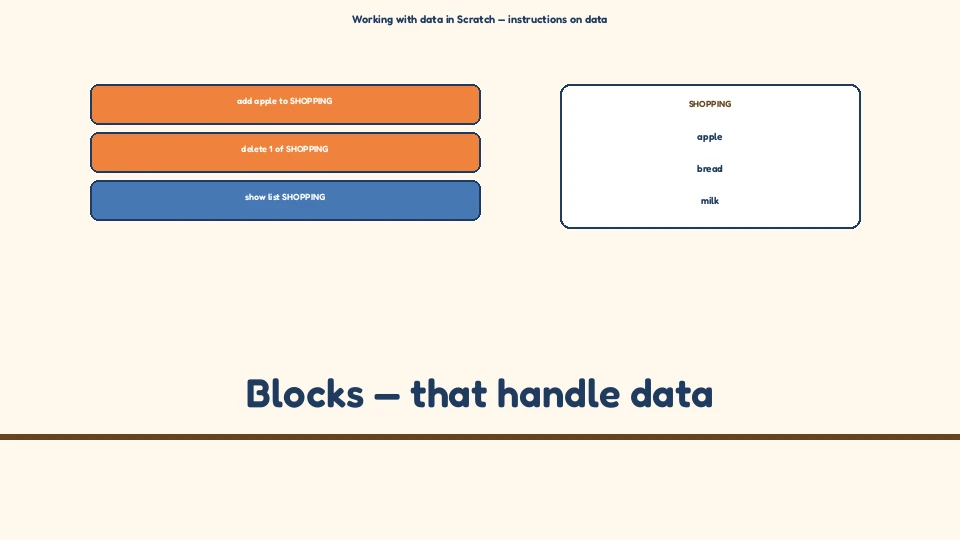 Working with data in Scratch — instructions on data
add apple to SHOPPING
delete 1 of SHOPPING
show list SHOPPING
SHOPPING
apple
bread
milk
Blocks — that handle data